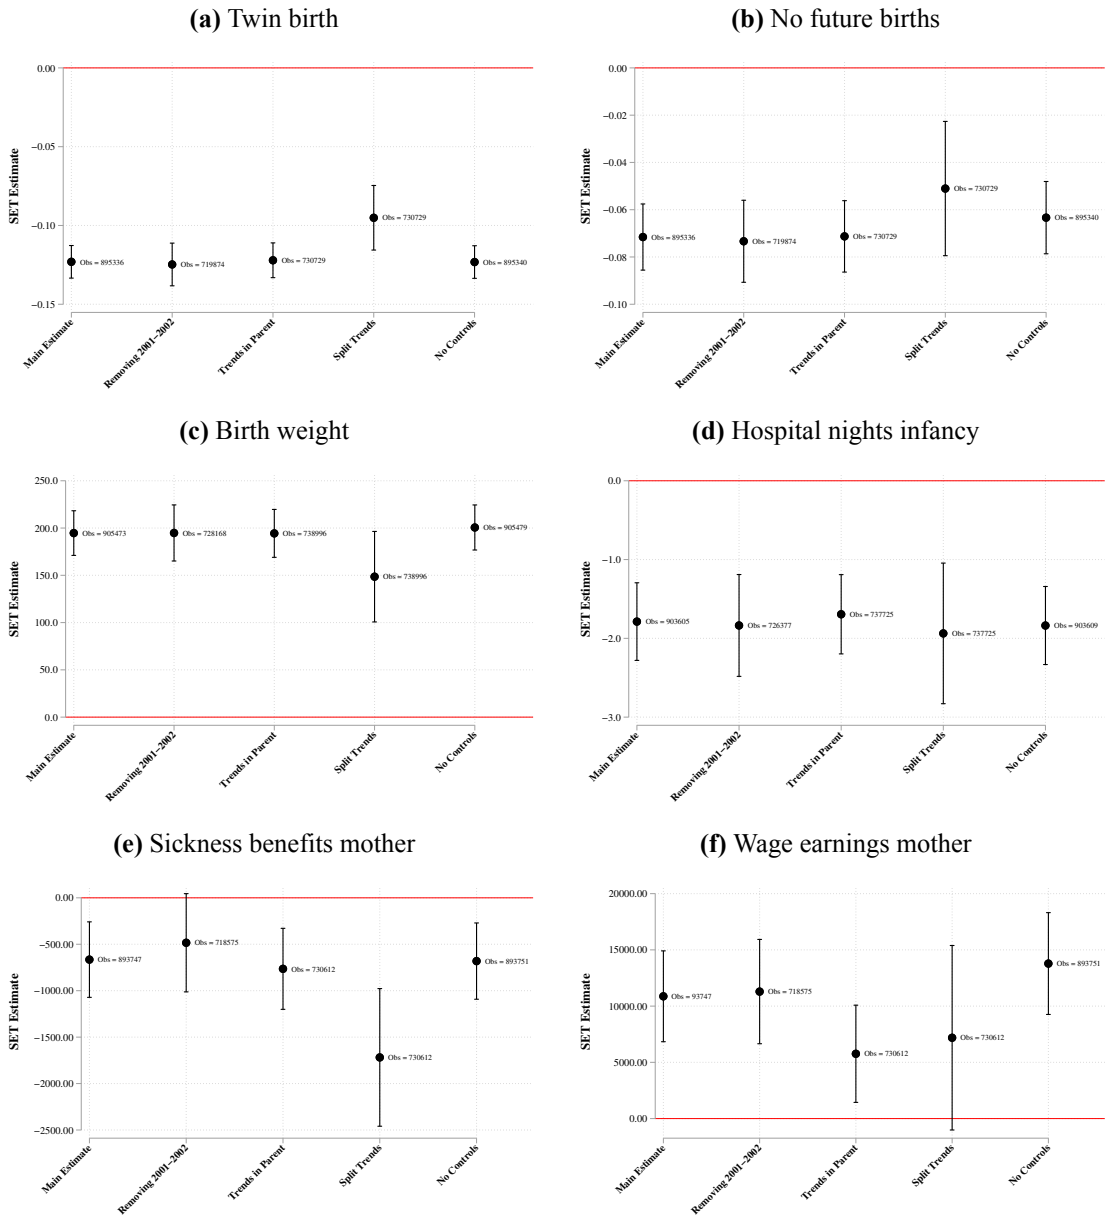 (a) Twin birth
SET Estimate
0.00
−0.05
−0.10
−0.15
Obs = 895336
Obs = 719874
Obs = 730729
Obs = 730729
Obs = 895340
Main Estimate
Removing 2001−2002
Trends in Parent
Split Trends
No Controls
(b) No future births
SET Estimate
0.00
−0.02
−0.04
−0.06
−0.08
−0.10
Obs = 895336
Obs = 719874
Obs = 730729
Obs = 730729
Obs = 895340
Main Estimate
Removing 2001−2002
Trends in Parent
Split Trends
No Controls
(c) Birth weight
SET Estimate
250.0
200.0
150.0
100.0
50.0
0.0
Obs = 905473
Obs = 728168
Obs = 738996
Obs = 738996
Obs = 905479
Main Estimate
Removing 2001−2002
Trends in Parent
Split Trends
No Controls
(d) Hospital nights infancy
SET Estimate
0.0
−1.0
−2.0
−3.0
Obs = 903605
Obs = 726377
Obs = 737725
Obs = 737725
Obs = 903609
Main Estimate
Removing 2001−2002
Trends in Parent
Split Trends
No Controls
(e) Sickness benefits mother
SET Estimate
0.00
−500.00
−1000.00
−1500.00
−2000.00
−2500.00
Obs = 893747
Obs = 718575
Obs = 730612
Obs = 730612
Obs = 893751
Main Estimate
Removing 2001−2002
Trends in Parent
Split Trends
No Controls
(f) Wage earnings mother
SET Estimate
20000.00
15000.00
10000.00
5000.00
0.00
Obs = 93747
Obs = 718575
Obs = 730612
Obs = 730612
Obs = 893751
Main Estimate
Removing 2001−2002
Trends in Parent
Split Trends
No Controls